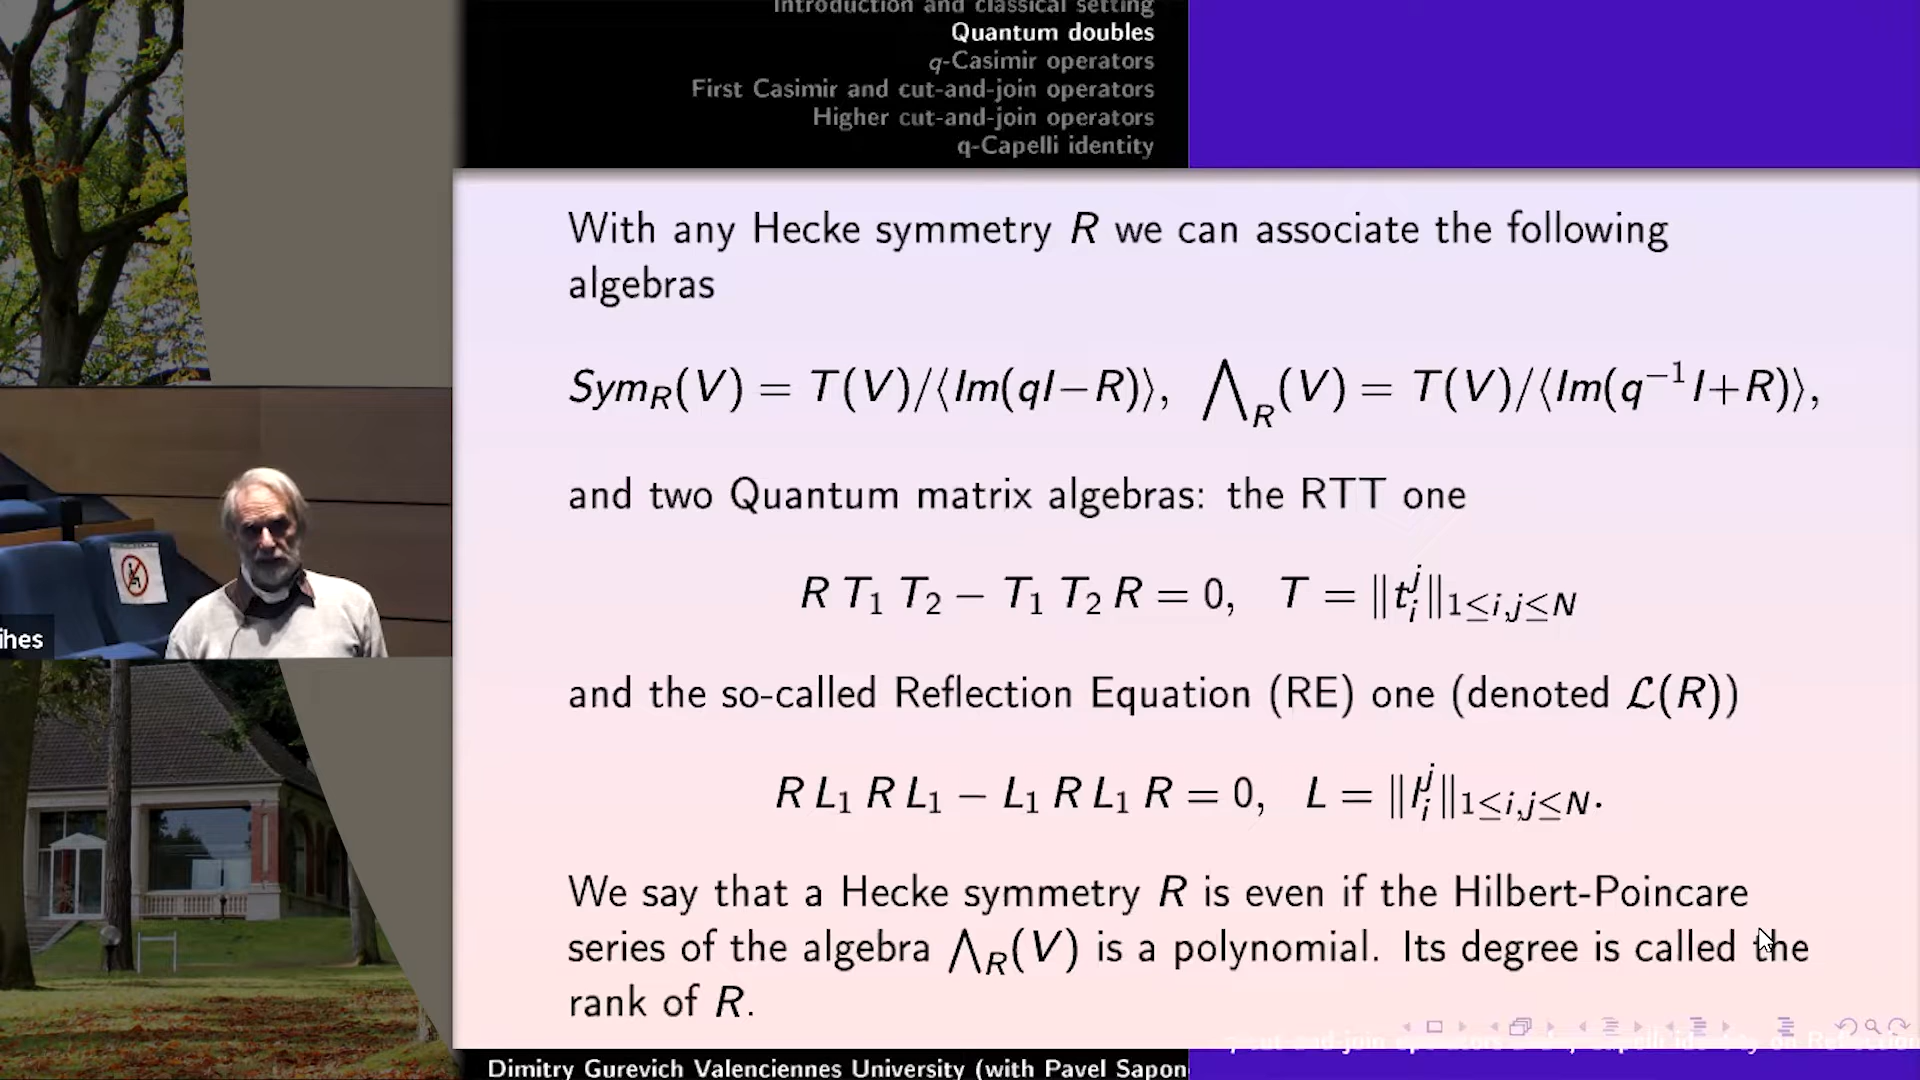 Introduction and classical setting
Quantum doubles
q-Casimir operators
First Casimir and cut-and-join operators
Higher cut-and-join operators
q-Capelli identity
With any Hecke symmetry R we can associate the following
algebras
Sym_R(V) = T(V)/⟨Im(qI−R)⟩, ⋀_R(V) = T(V)/⟨Im(q^{−1}I+R)⟩,
and two Quantum matrix algebras: the RTT one
R T_1 T_2 − T_1 T_2 R = 0, T = ‖t_i^j‖_{1≤i,j≤N}
and the so-called Reflection Equation (RE) one (denoted ℒ(R))
R L_1 R L_1 − L_1 R L_1 R = 0, L = ‖l_i^j‖_{1≤i,j≤N}.
We say that a Hecke symmetry R is even if the Hilbert-Poincare
series of the algebra ⋀_R(V) is a polynomial. Its degree is called the
rank of R.
ihes
Dimitry Gurevich Valenciennes University (with Pavel Sapon